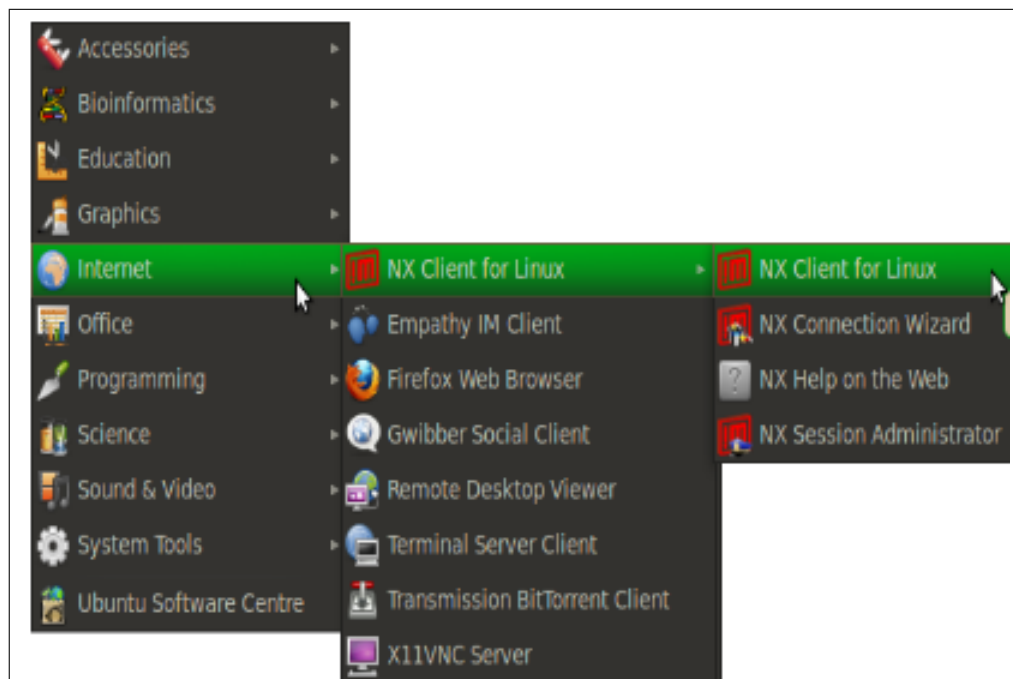 Accessories
Bioinformatics
Education
Graphics
Internet
Office
Programming
Science
Sound & Video
System Tools
Ubuntu Software Centre
NX Client for Linux
Empathy IM Client
Firefox Web Browser
Gwibber Social Client
Remote Desktop Viewer
Terminal Server Client
Transmission BitTorrent Client
X11VNC Server
NX Client for Linux
NX Connection Wizard
NX Help on the Web
NX Session Administrator